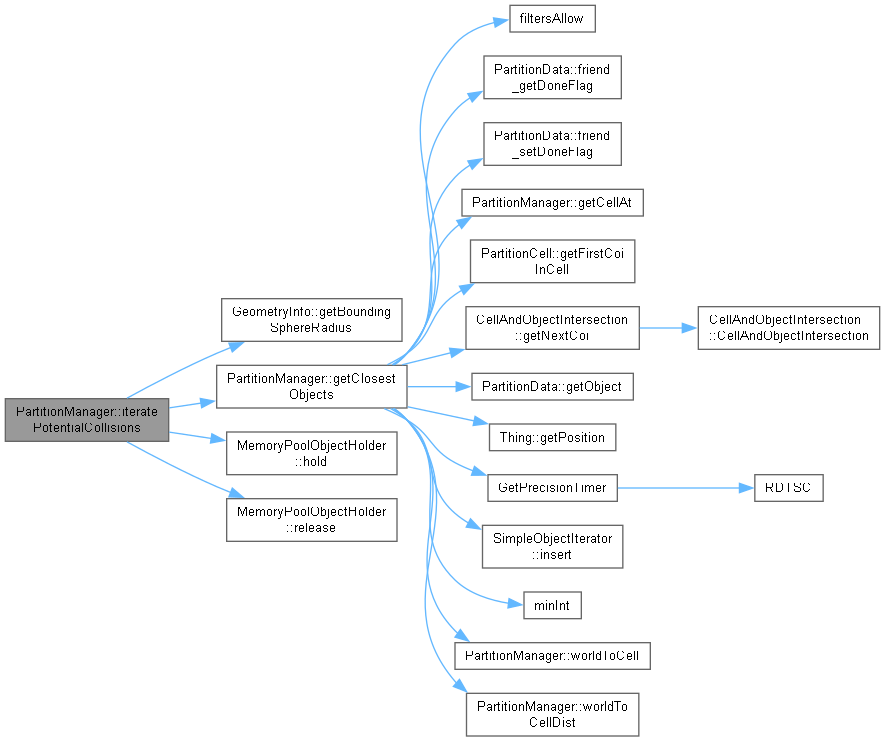 PartitionManager::iterate
PotentialCollisions
GeometryInfo::getBounding
SphereRadius
PartitionManager::getClosest
Objects
MemoryPoolObjectHolder
::hold
MemoryPoolObjectHolder
::release
filtersAllow
PartitionData::friend
_getDoneFlag
PartitionData::friend
_setDoneFlag
PartitionManager::getCellAt
PartitionCell::getFirstCoi
InCell
CellAndObjectIntersection
::getNextCoi
CellAndObjectIntersection
::CellAndObjectIntersection
PartitionData::getObject
Thing::getPosition
GetPrecisionTimer
RDTSC
SimpleObjectIterator
::insert
minInt
PartitionManager::worldToCell
PartitionManager::worldTo
CellDist